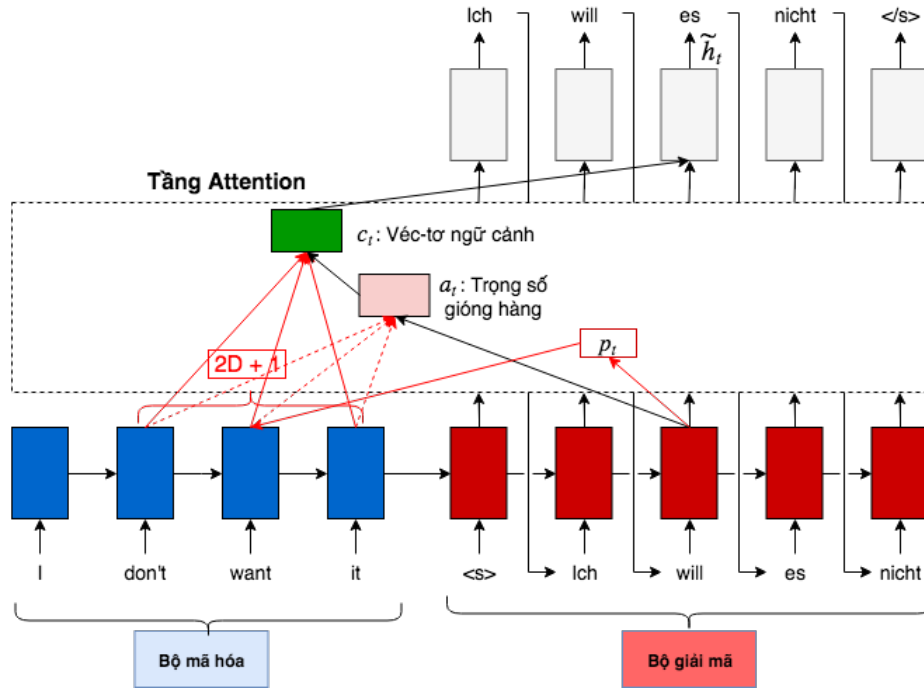 Ich will es nicht </s>
h̃ₜ
Tầng Attention
cₜ: Véc-tơ ngữ cảnh
aₜ: Trọng số
gióng hàng
pₜ
2D + 1
I don't want it <s> Ich will es nicht
Bộ mã hóa
Bộ giải mã